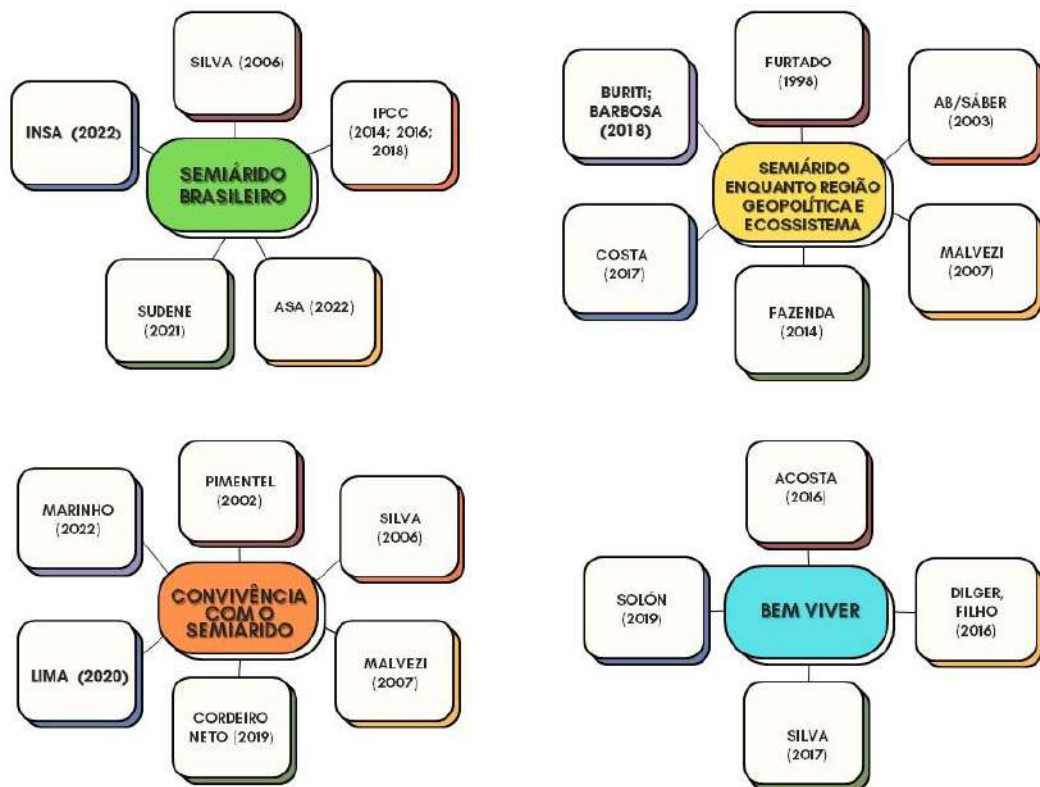 SILVA (2006)
INSA (2022)
IPCC
(2014; 2016;
2018)
SEMIÁRIDO
BRASILEIRO
SUDENE
(2021)
ASA (2022)
FURTADO
(1998)
BURITI;
BARBOSA
(2018)
AB/SÁBER
(2003)
SEMIÁRIDO
ENQUANTO REGIÃO
GEOPOLÍTICA E
ECOSSISTEMA
COSTA
(2017)
MALVEZI
(2007)
FAZENDA
(2014)
PIMENTEL
(2002)
MARINHO
(2022)
SILVA
(2006)
CONVIVÊNCIA
COM O
SEMIÁRIDO
LIMA (2020)
MALVEZI
(2007)
CORDEIRO
NETO (2019)
ACOSTA
(2016)
SOLÓN
(2019)
BEM VIVER
DILGER,
FILHO
(2016)
SILVA
(2017)